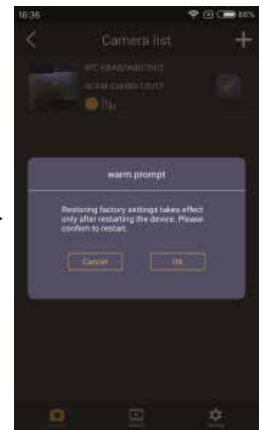 16:36
86%
Camera list
warm prompt
Restoring factory settings takes effect
only after restarting the device. Please
confirm to restart.
Cancel
OK